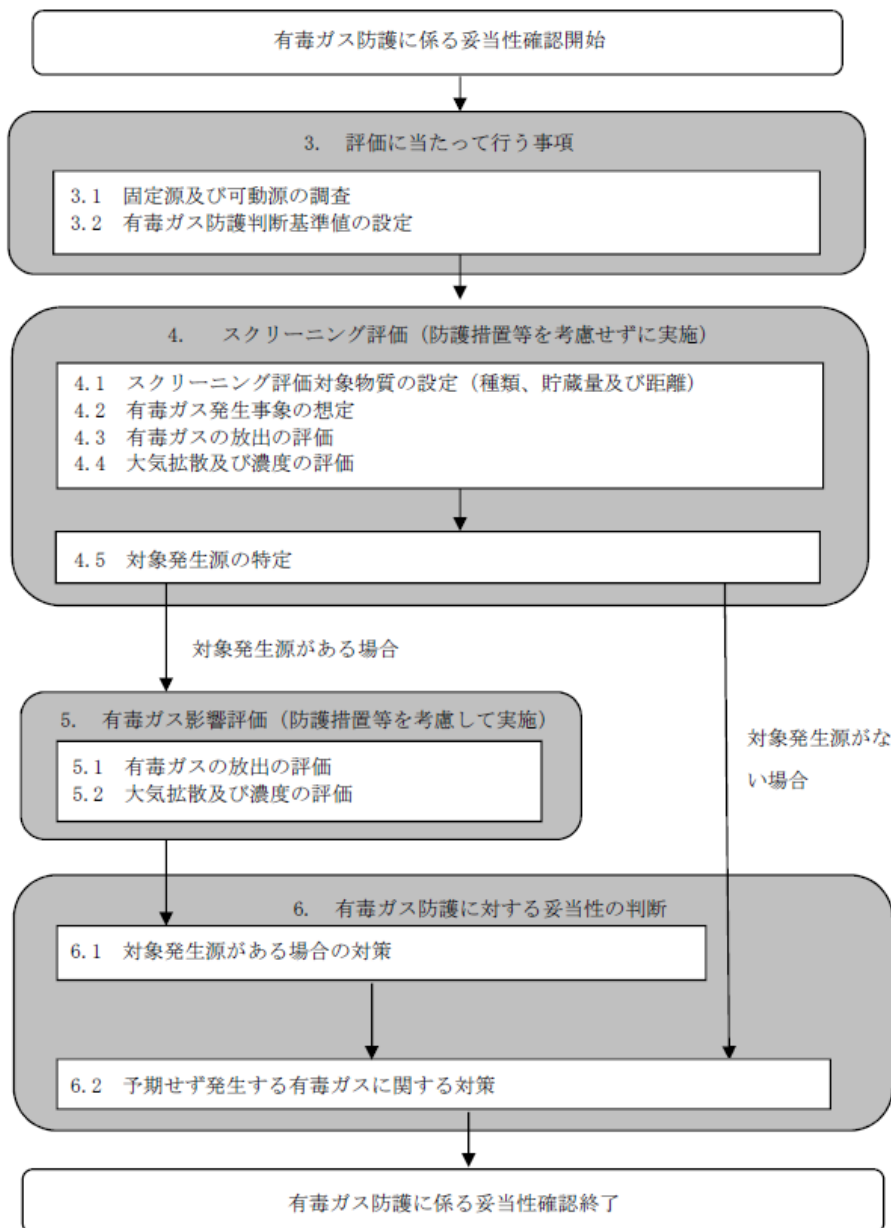 有毒ガス防護に係る妥当性確認開始
3. 評価に当たって行う事項
3.1 固定源及び可動源の調査
3.2 有毒ガス防護判断基準値の設定
4. スクリーニング評価（防護措置等を考慮せずに実施）
4.1 スクリーニング評価対象物質の設定（種類、貯蔵量及び距離）
4.2 有毒ガス発生事象の想定
4.3 有毒ガスの放出の評価
4.4 大気拡散及び濃度の評価
4.5 対象発生源の特定
対象発生源がある場合
5. 有毒ガス影響評価（防護措置等を考慮して実施）
5.1 有毒ガスの放出の評価
5.2 大気拡散及び濃度の評価
対象発生源がな
い場合
6. 有毒ガス防護に対する妥当性の判断
6.1 対象発生源がある場合の対策
6.2 予期せず発生する有毒ガスに関する対策
有毒ガス防護に係る妥当性確認終了